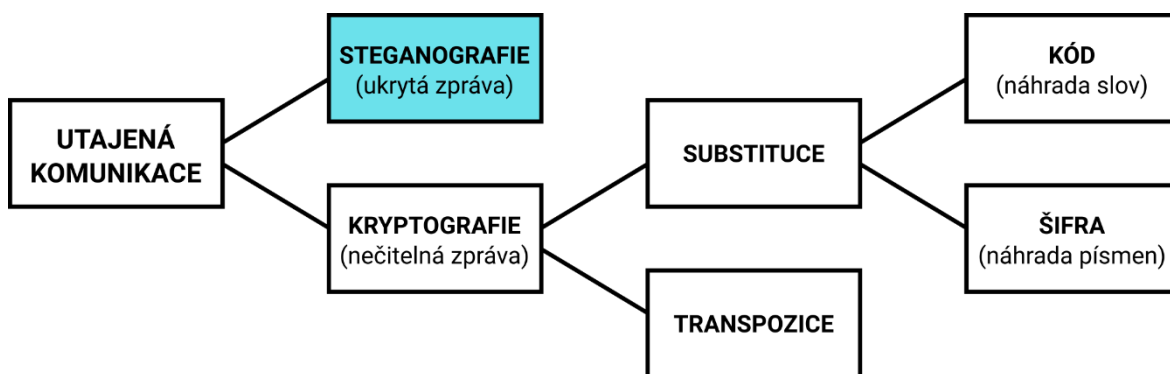 UTAJENÁ
KOMUNIKACE
STEGANOGRAFIE
(ukrytá zpráva)
KRYPTOGRAFIE
(nečitelná zpráva)
SUBSTITUCE
TRANSPOZICE
KÓD
(náhrada slov)
ŠIFRA
(náhrada písmen)